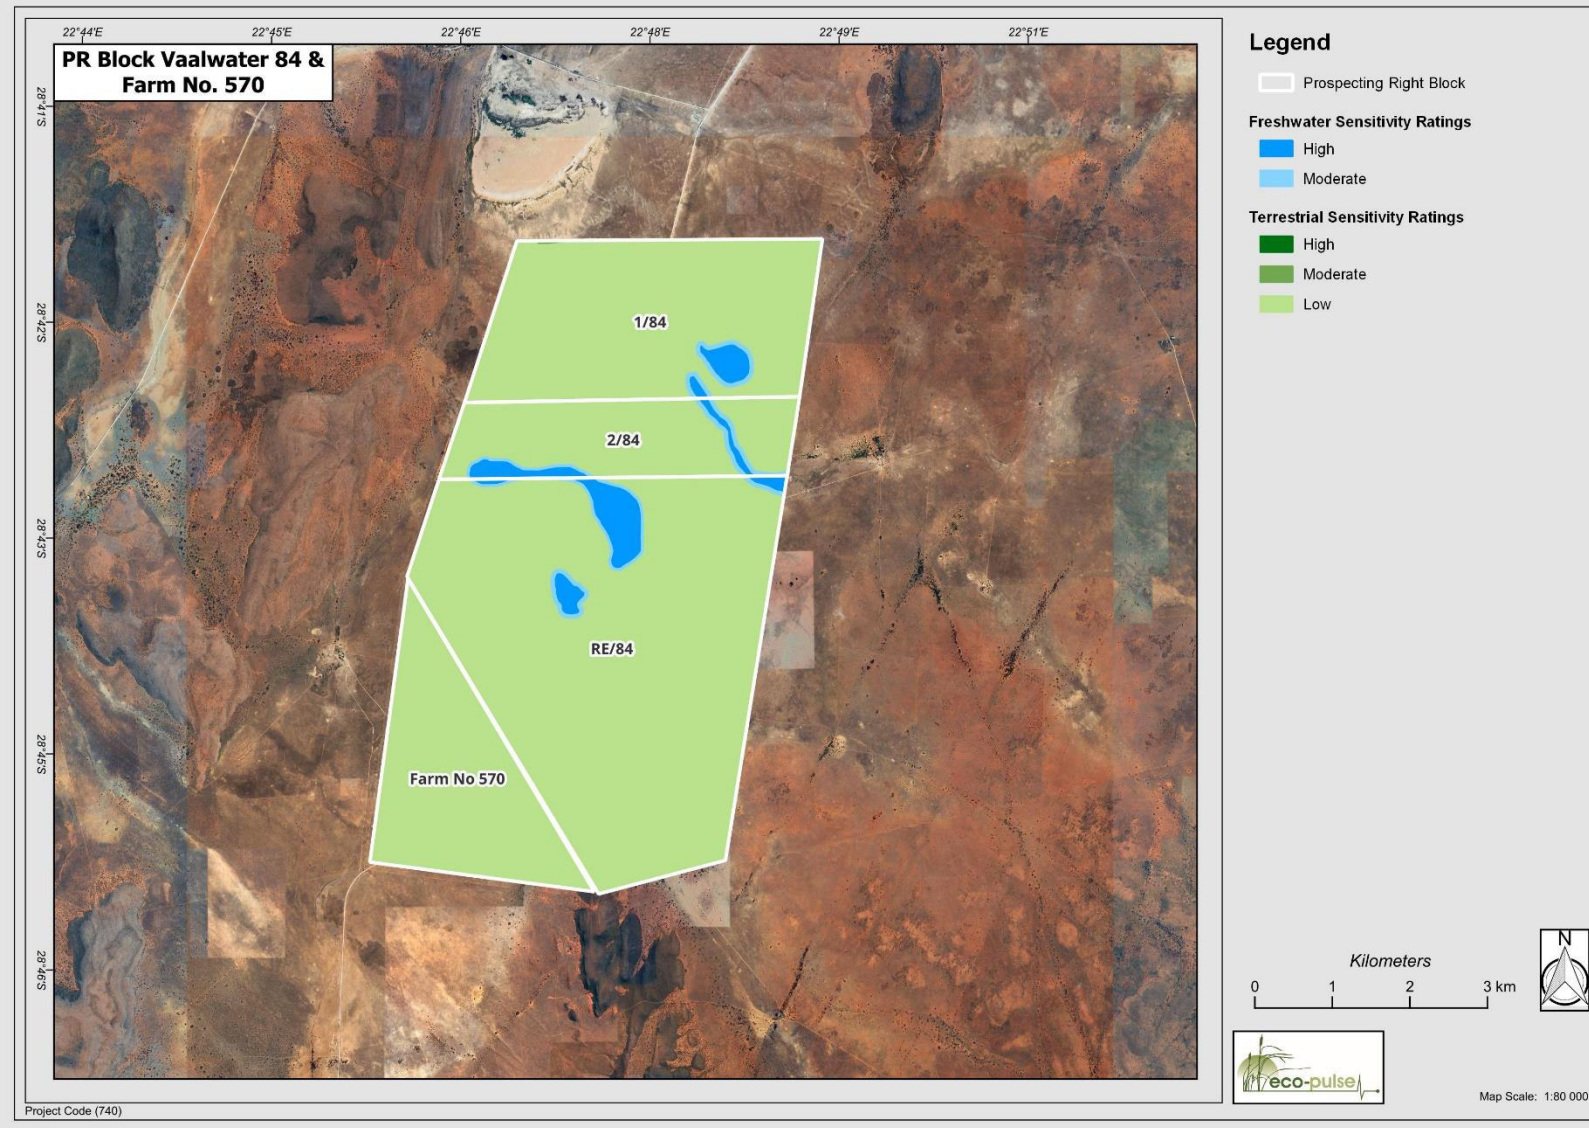 22°44'E 22°45'E 22°46'E 22°48'E 22°49'E 22°51'E
PR Block Vaalwater 84 &
Farm No. 570
28°41'S
28°42'S
28°43'S
28°45'S
28°46'S
1/84
2/84
RE/84
Farm No 570
Legend
Prospecting Right Block
Freshwater Sensitivity Ratings
High
Moderate
Terrestrial Sensitivity Ratings
High
Moderate
Low
N
Kilometers
0 1 2 3 km
eco-pulse
Map Scale: 1:80 000
Project Code (740)